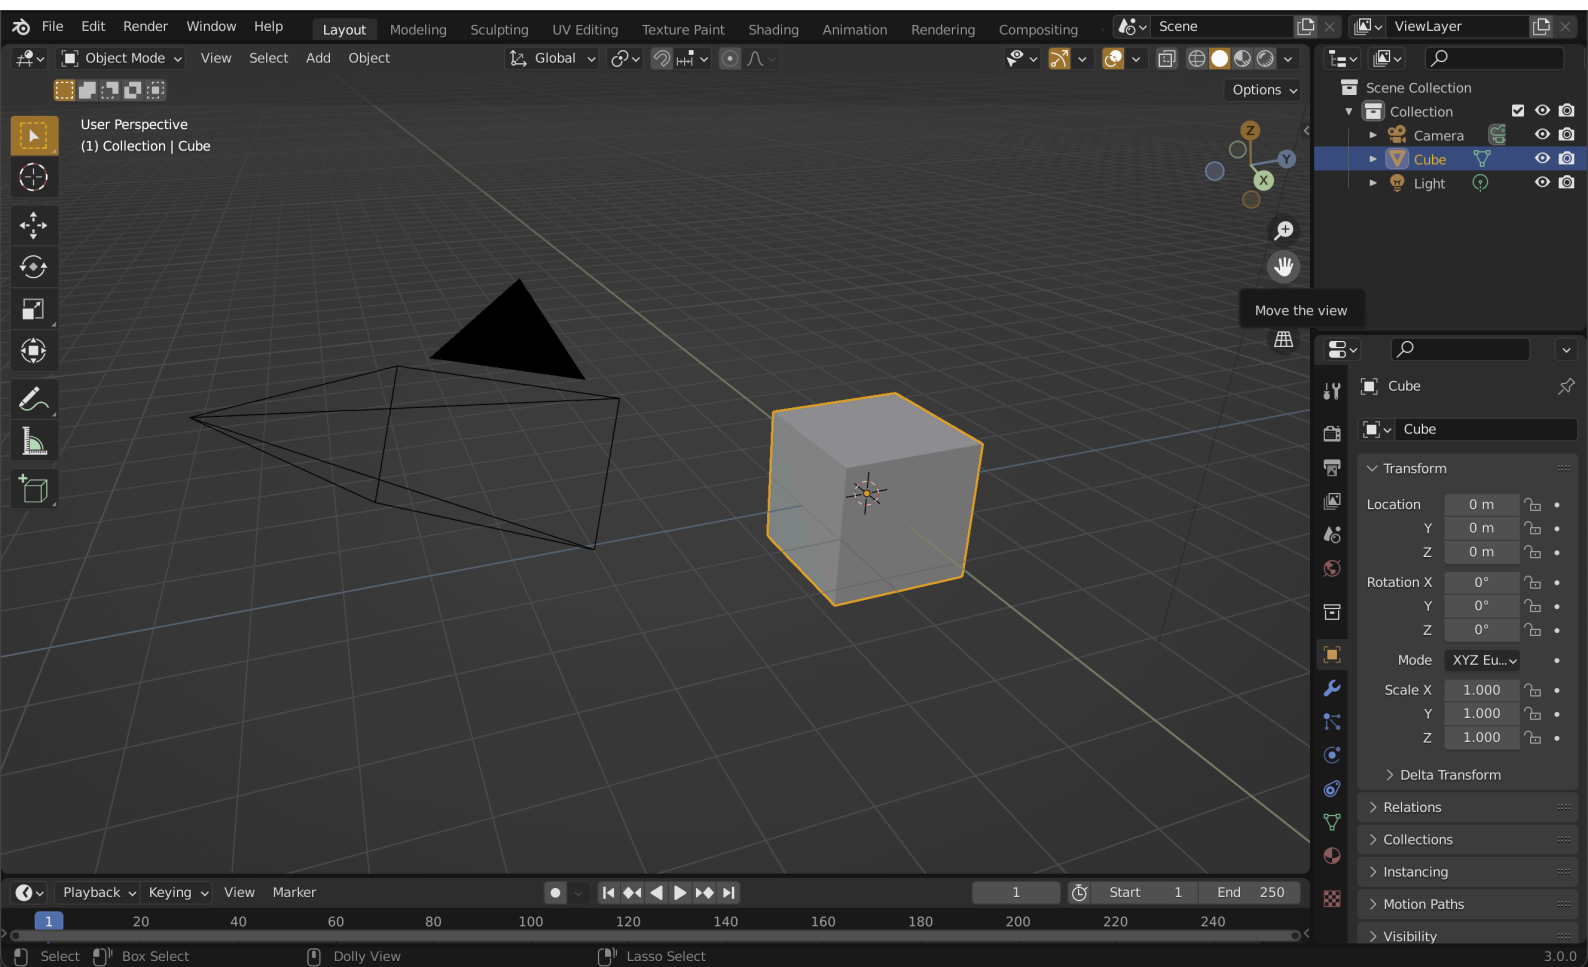 File Edit Render Window Help Layout Modeling Sculpting UV Editing Texture Paint Shading Animation Rendering Compositing Scene ViewLayer
Object Mode View Select Add Object Global
Options
User Perspective
(1) Collection | Cube
Z
Y
X
Move the view
Scene Collection
Collection
Camera
Cube
Light
Cube
Cube
Transform
Location 0 m
Y 0 m
Z 0 m
Rotation X 0°
Y 0°
Z 0°
Mode XYZ Eu...
Scale X 1.000
Y 1.000
Z 1.000
Delta Transform
Relations
Collections
Instancing
Motion Paths
Visibility
Playback Keying View Marker 1 Start 1 End 250
1 20 40 60 80 100 120 140 160 180 200 220 240
Select Box Select Dolly View Lasso Select 3.0.0